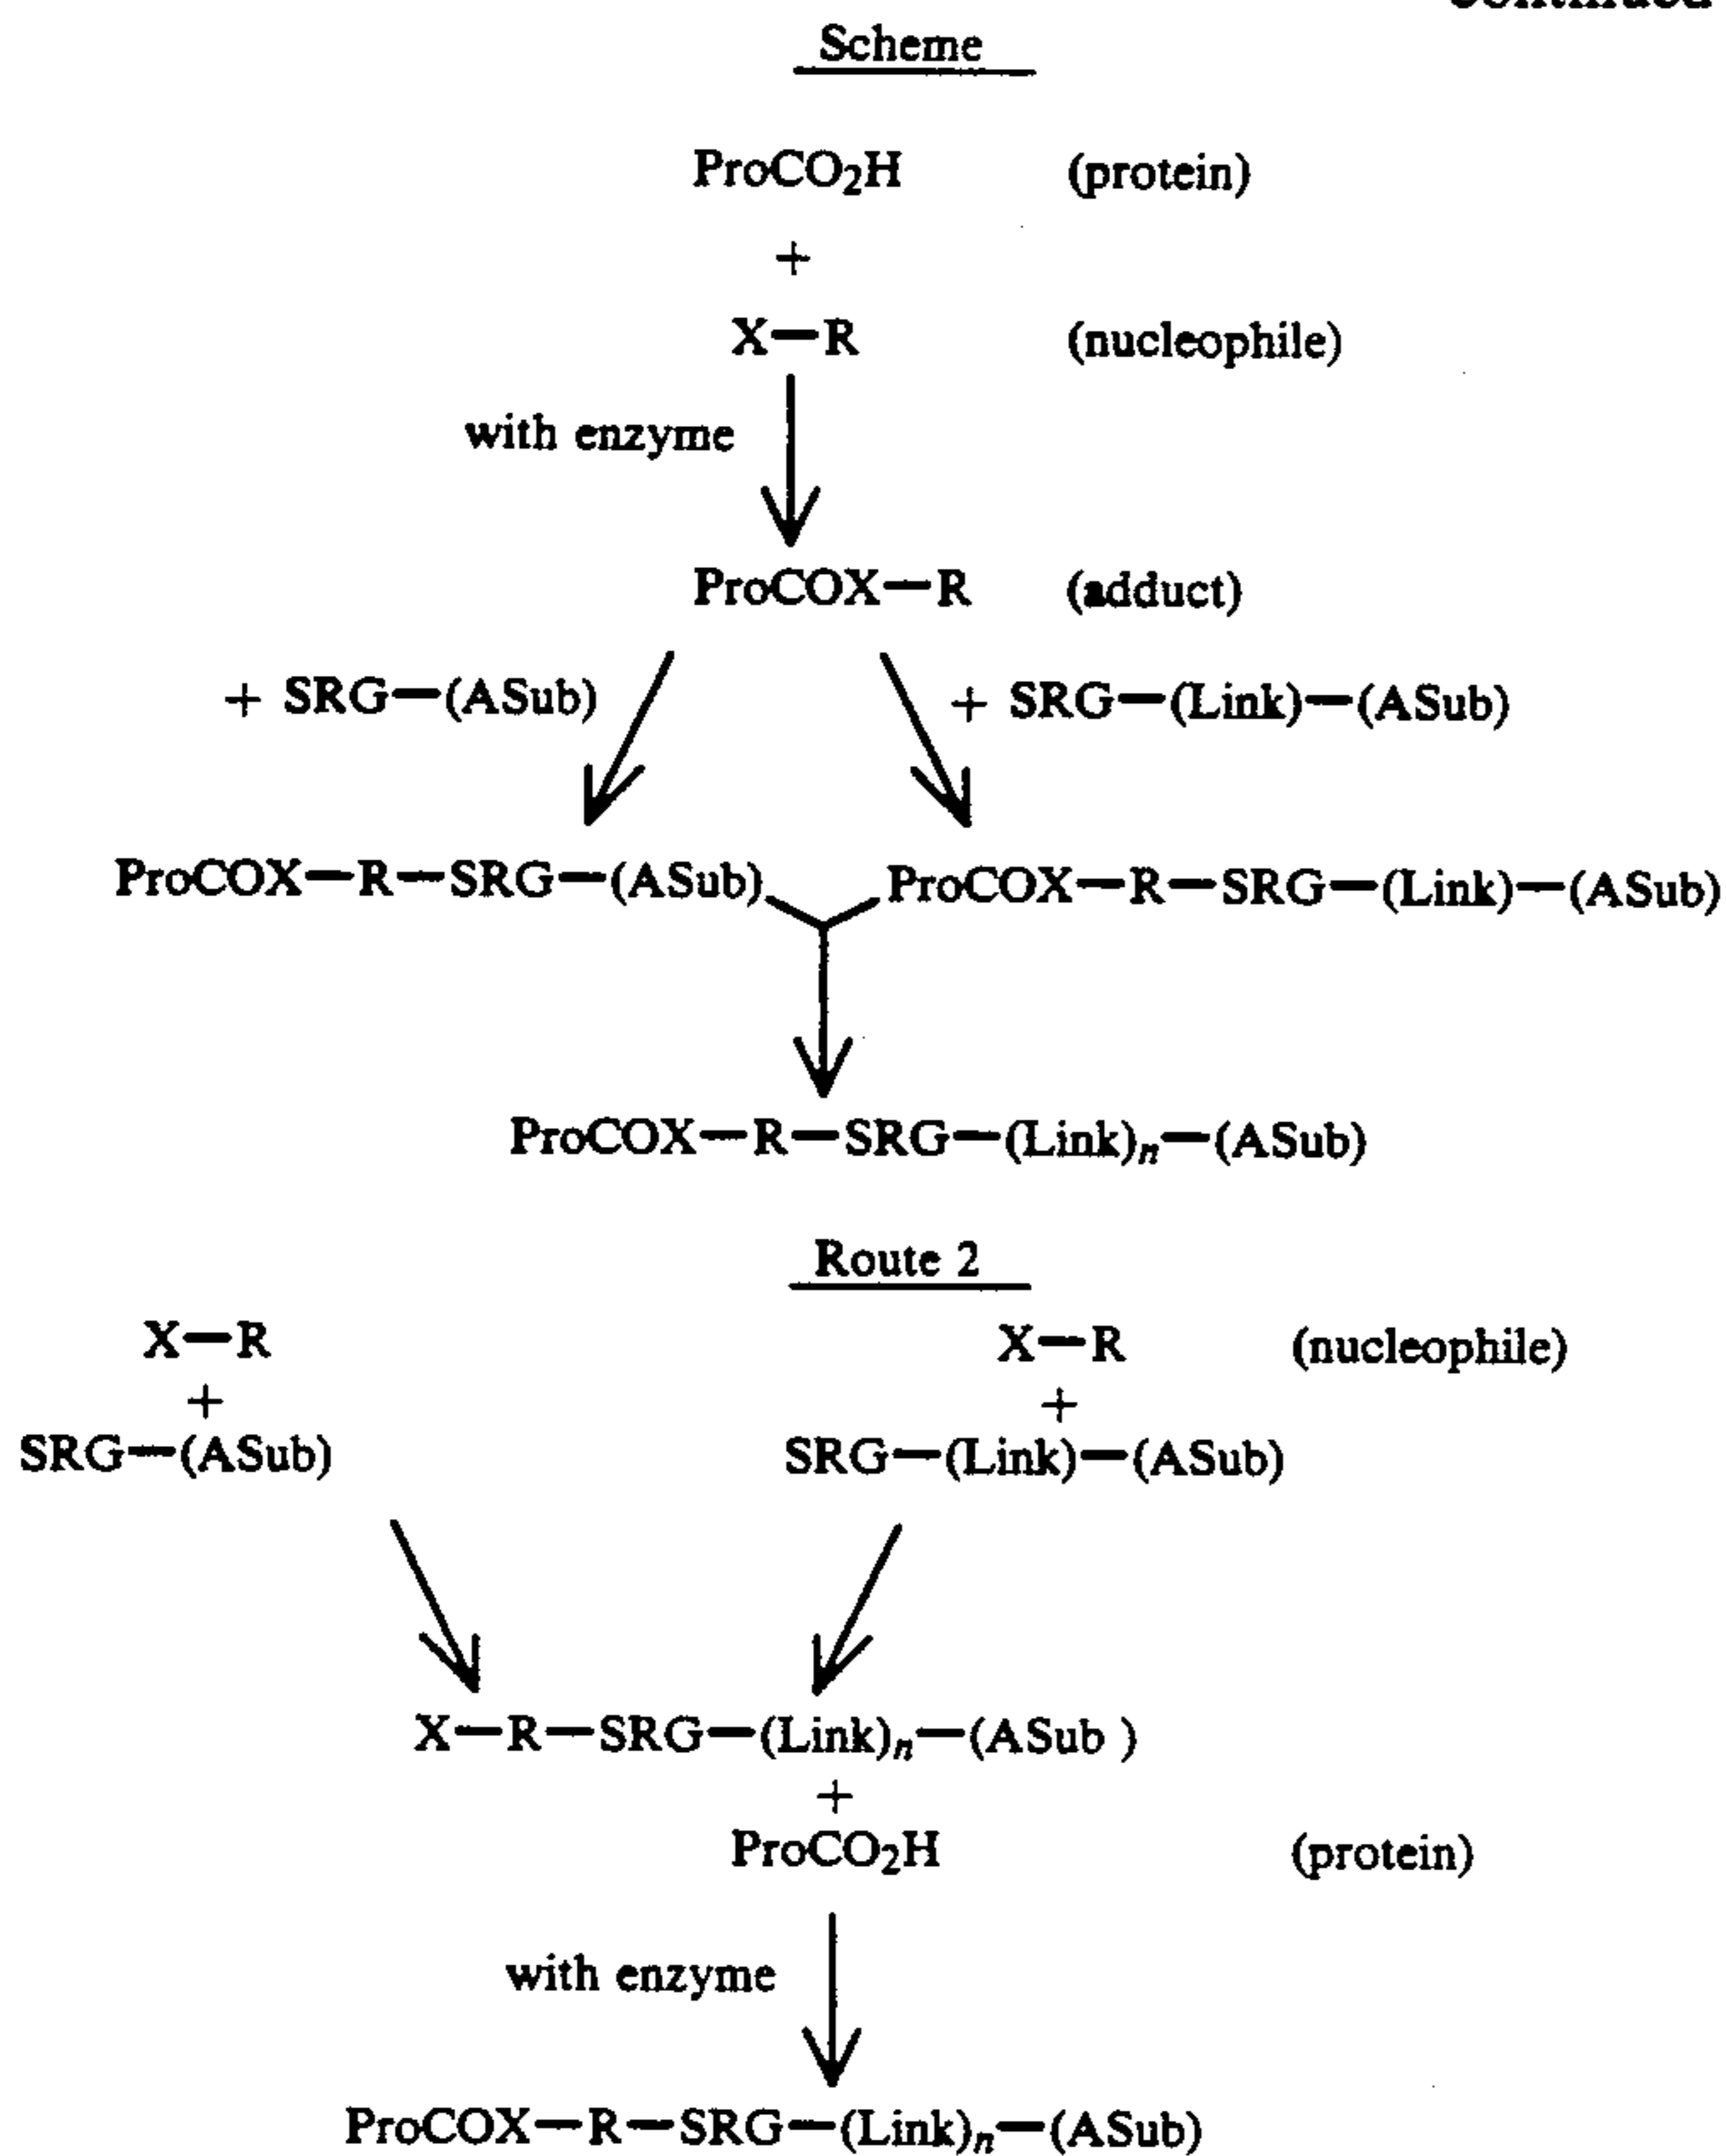 Scheme
ProCO₂H (protein)
+
X—R (nucleophile)
with enzyme
ProCOX—R (adduct)
+ SRG—(ASub) + SRG—(Link)—(ASub)
ProCOX—R—SRG—(ASub) ProCOX—R—SRG—(Link)—(ASub)
ProCOX—R—SRG—(Link)ₙ—(ASub)
Route 2
X—R X—R (nucleophile)
+ +
SRG—(ASub) SRG—(Link)—(ASub)
X—R—SRG—(Link)ₙ—(ASub )
+
ProCO₂H (protein)
with enzyme
ProCOX—R—SRG—(Link)ₙ—(ASub)